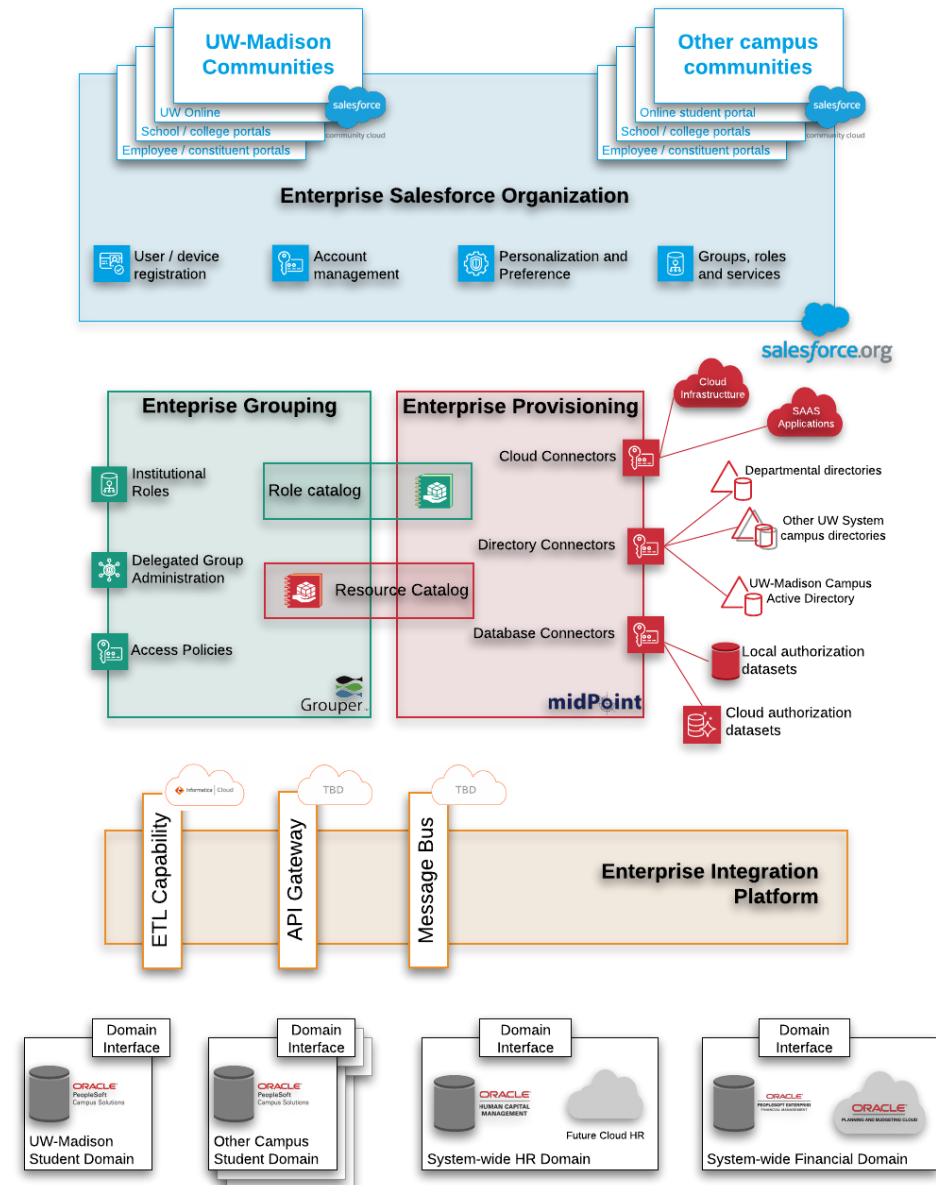 UW-Madison
Communities
UW Online
School / college portals
Employee / constituent portals
salesforce
community cloud
Other campus
communities
Online student portal
School / college portals
Employee / constituent portals
salesforce
community cloud
Enterprise Salesforce Organization
User / device
registration
Account
management
Personalization and
Preference
Groups, roles
and services
salesforce.org
Enteprise Grouping
Institutional
Roles
Delegated Group
Administration
Access Policies
Role catalog
Resource Catalog
Grouper
Enterprise Provisioning
Cloud Connectors
Directory Connectors
Database Connectors
midPoint
Cloud
Infrastructture
SAAS
Applications
Departmental directories
Other UW System
campus directories
UW-Madison Campus
Active Directory
Local authorization
datasets
Cloud authorization
datasets
Informatica Cloud
TBD
TBD
ETL Capability
API Gateway
Message Bus
Enterprise Integration
Platform
Domain
Interface
ORACLE
PeopleSoft
Campus Solutions
UW-Madison
Student Domain
Domain
Interface
ORACLE
PeopleSoft
Campus Solutions
Other Campus
Student Domain
Domain
Interface
ORACLE
HUMAN CAPITAL
MANAGEMENT
Future Cloud HR
System-wide HR Domain
Domain
Interface
ORACLE
PEOPLESOFT ENTERPRISE
FINANCIAL MANAGEMENT
ORACLE
PLANNING AND BUDGETING CLOUD
System-wide Financial Domain